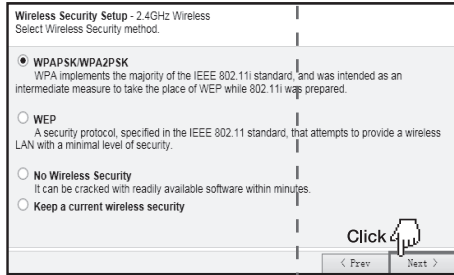 Wireless Security Setup - 2.4GHz Wireless
Select Wireless Security method.
WPAPSK/WPA2PSK
WPA implements the majority of the IEEE 802.11i standard, and was intended as an
intermediate measure to take the place of WEP while 802.11i was prepared.
WEP
A security protocol, specified in the IEEE 802.11 standard, that attempts to provide a wireless
LAN with a minimal level of security.
No Wireless Security
It can be cracked with readily available software within minutes.
Keep a current wireless security
Click
< Prev Next >